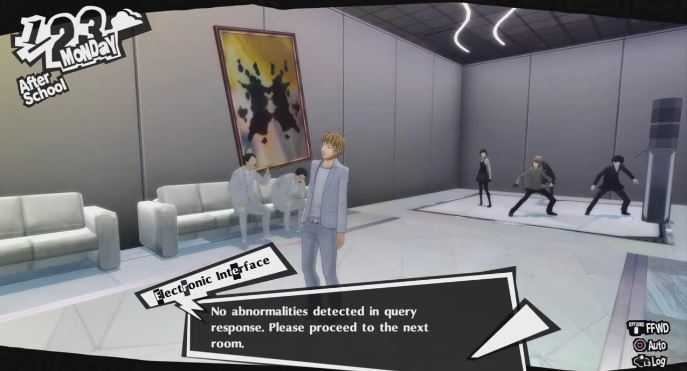 1/23
MONDAY
After
School
Electronic Interface
No abnormalities detected in query
response. Please proceed to the next
room.
OPTIONS FFWD
Auto
Log